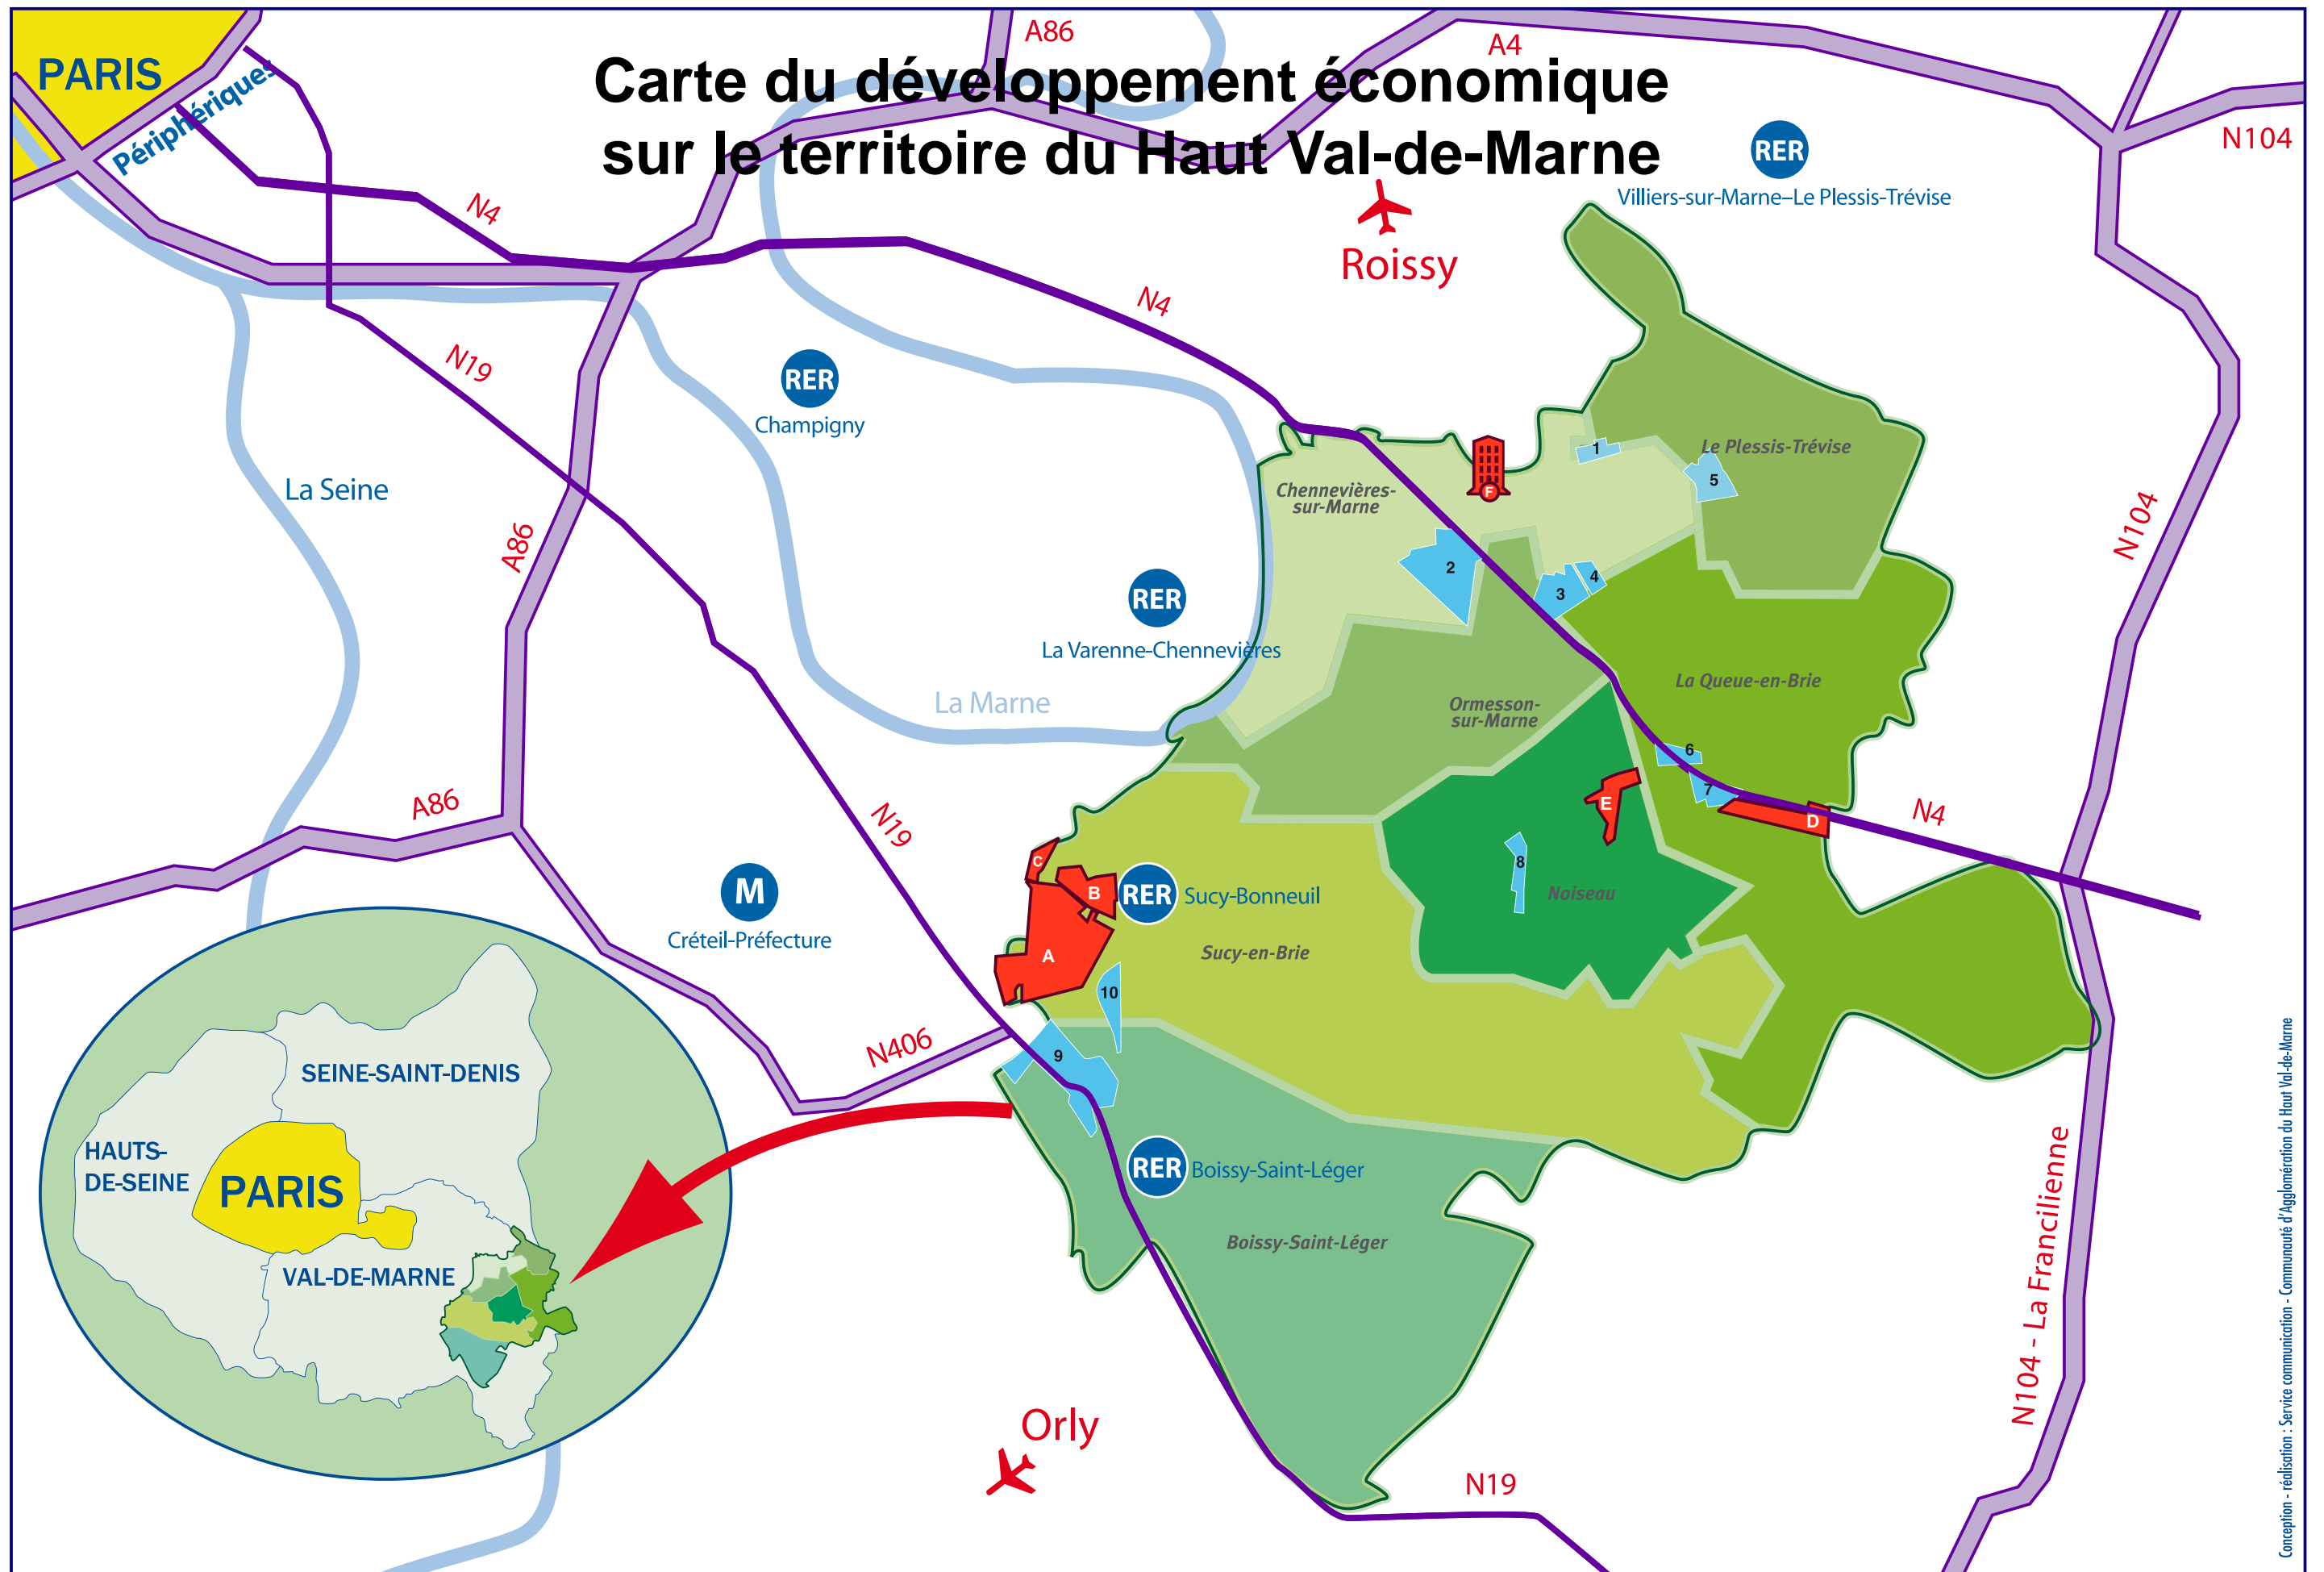 Carte du développement économique
sur le territoire du Haut Val-de-Marne
PARIS
Périphériques
A86
A4
N104
RER
Villiers-sur-Marne–Le Plessis-Trévise
Roissy
N4
N4
N19
RER
Champigny
La Seine
A86
N104
Le Plessis-Trévise
1
5
F
Chennevières-
sur-Marne
2
3
4
RER
La Varenne-Chennevières
La Marne
La Queue-en-Brie
Ormesson-
sur-Marne
6
7
E
D
N4
A86
N19
C
B
A
RER
Sucy-Bonneuil
8
Noiseau
M
Créteil-Préfecture
Sucy-en-Brie
10
9
N406
RER
Boissy-Saint-Léger
Boissy-Saint-Léger
SEINE-SAINT-DENIS
HAUTS-
DE-SEINE
PARIS
VAL-DE-MARNE
Orly
N19
N104 - La Francilienne
Conception - réalisation : Service communication - Communauté d'Agglomération du Haut Val-de-Marne